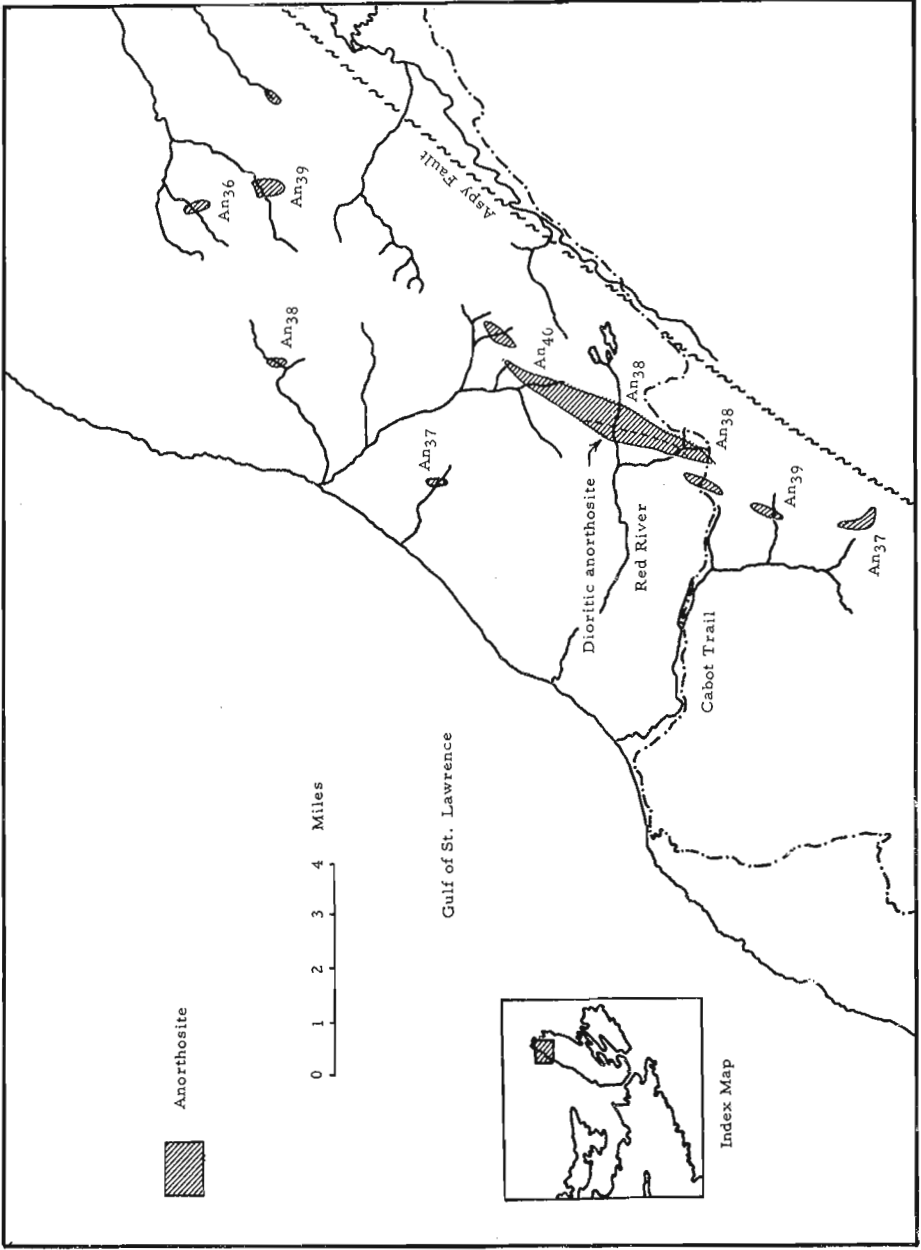 Anorthosite
An36
An38
An39
0 1 2 3 4 Miles
An37
Gulf of St. Lawrence
Aspy Fault
An40
Dioritic anorthosite
An38
Red River
Cabot Trail
An38
Index Map
An39
An37